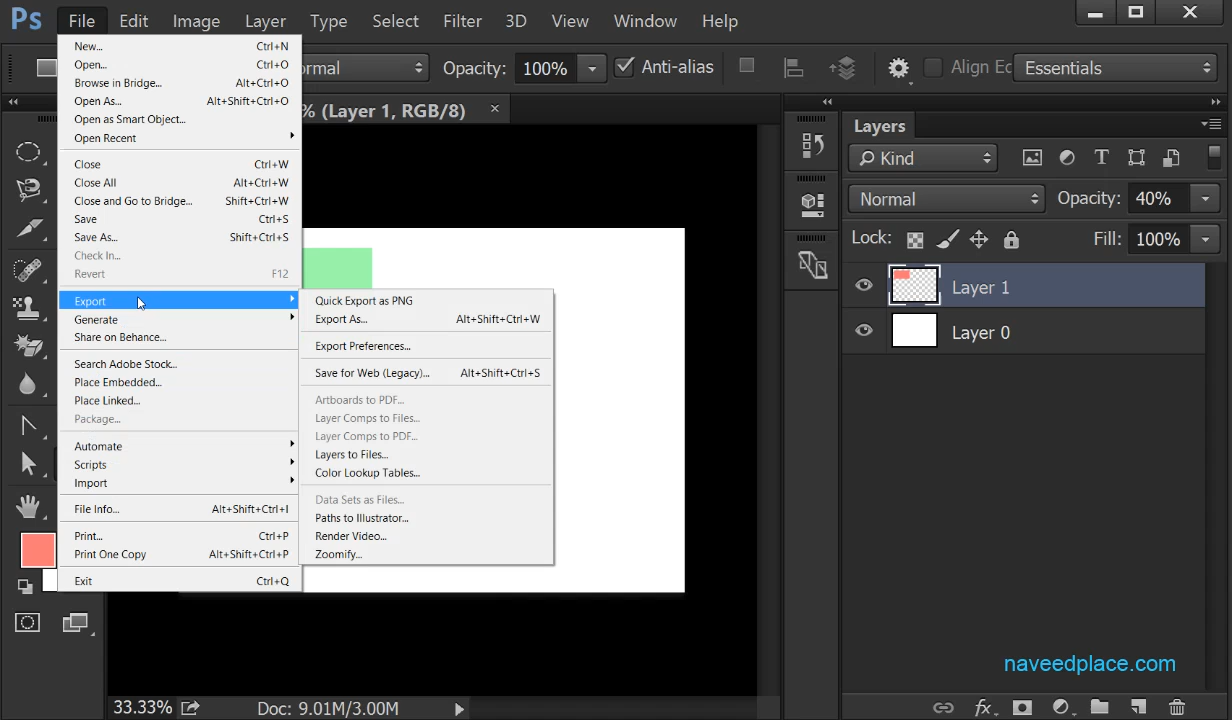 Ps File Edit Image Layer Type Select Filter 3D View Window Help
rmal Opacity: 100% Anti-alias Align Ec Essentials
% (Layer 1, RGB/8)
New... Ctrl+N
Open... Ctrl+O
Browse in Bridge... Alt+Ctrl+O
Open As... Alt+Shift+Ctrl+O
Open as Smart Object...
Open Recent
Close Ctrl+W
Close All Alt+Ctrl+W
Close and Go to Bridge... Shift+Ctrl+W
Save Ctrl+S
Save As... Shift+Ctrl+S
Check In...
Revert F12
Export
Generate
Share on Behance...
Search Adobe Stock...
Place Embedded...
Place Linked...
Package...
Automate
Scripts
Import
File Info... Alt+Shift+Ctrl+I
Print... Ctrl+P
Print One Copy Alt+Shift+Ctrl+P
Exit Ctrl+Q
Quick Export as PNG
Export As... Alt+Shift+Ctrl+W
Export Preferences...
Save for Web (Legacy)... Alt+Shift+Ctrl+S
Artboards to PDF...
Layer Comps to Files...
Layer Comps to PDF...
Layers to Files...
Color Lookup Tables...
Data Sets as Files...
Paths to Illustrator...
Render Video...
Zoomify...
Layers
Kind
Normal Opacity: 40%
Lock: Fill: 100%
Layer 1
Layer 0
naveedplace.com
33.33% Doc: 9.01M/3.00M
fx